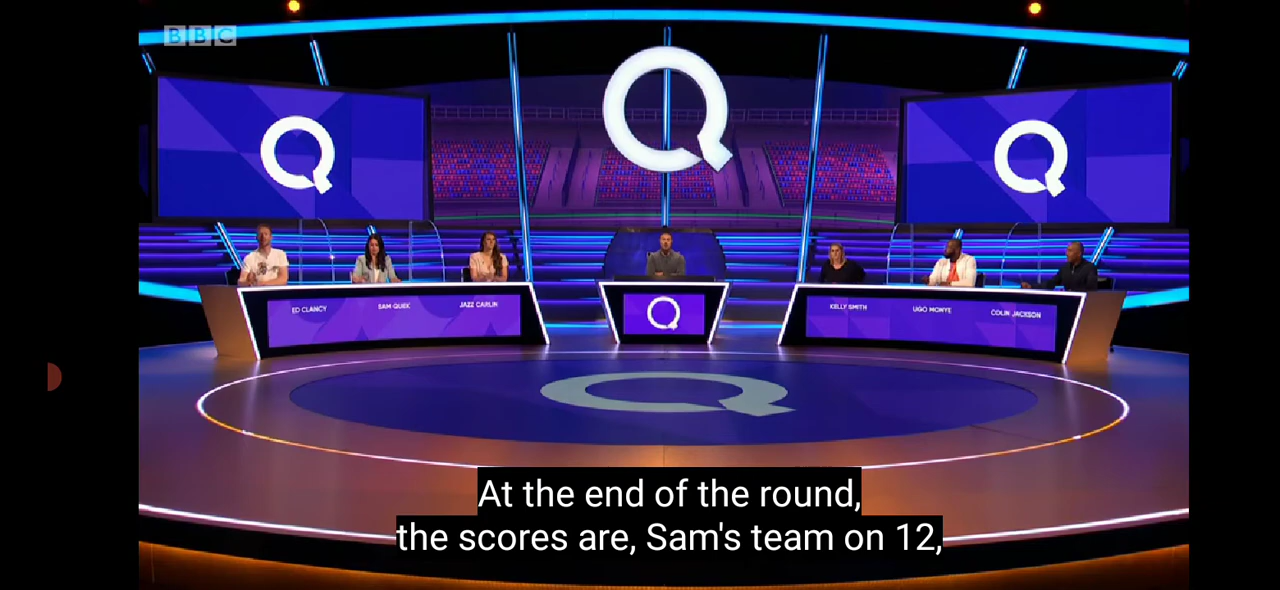 BBC
Q
Q
Q
ED CLANCY
SAM QUEK
JAZZ CARLIN
Q
KELLY SMITH
UGO MONYE
COLIN JACKSON
Q
At the end of the round,
the scores are, Sam's team on 12,